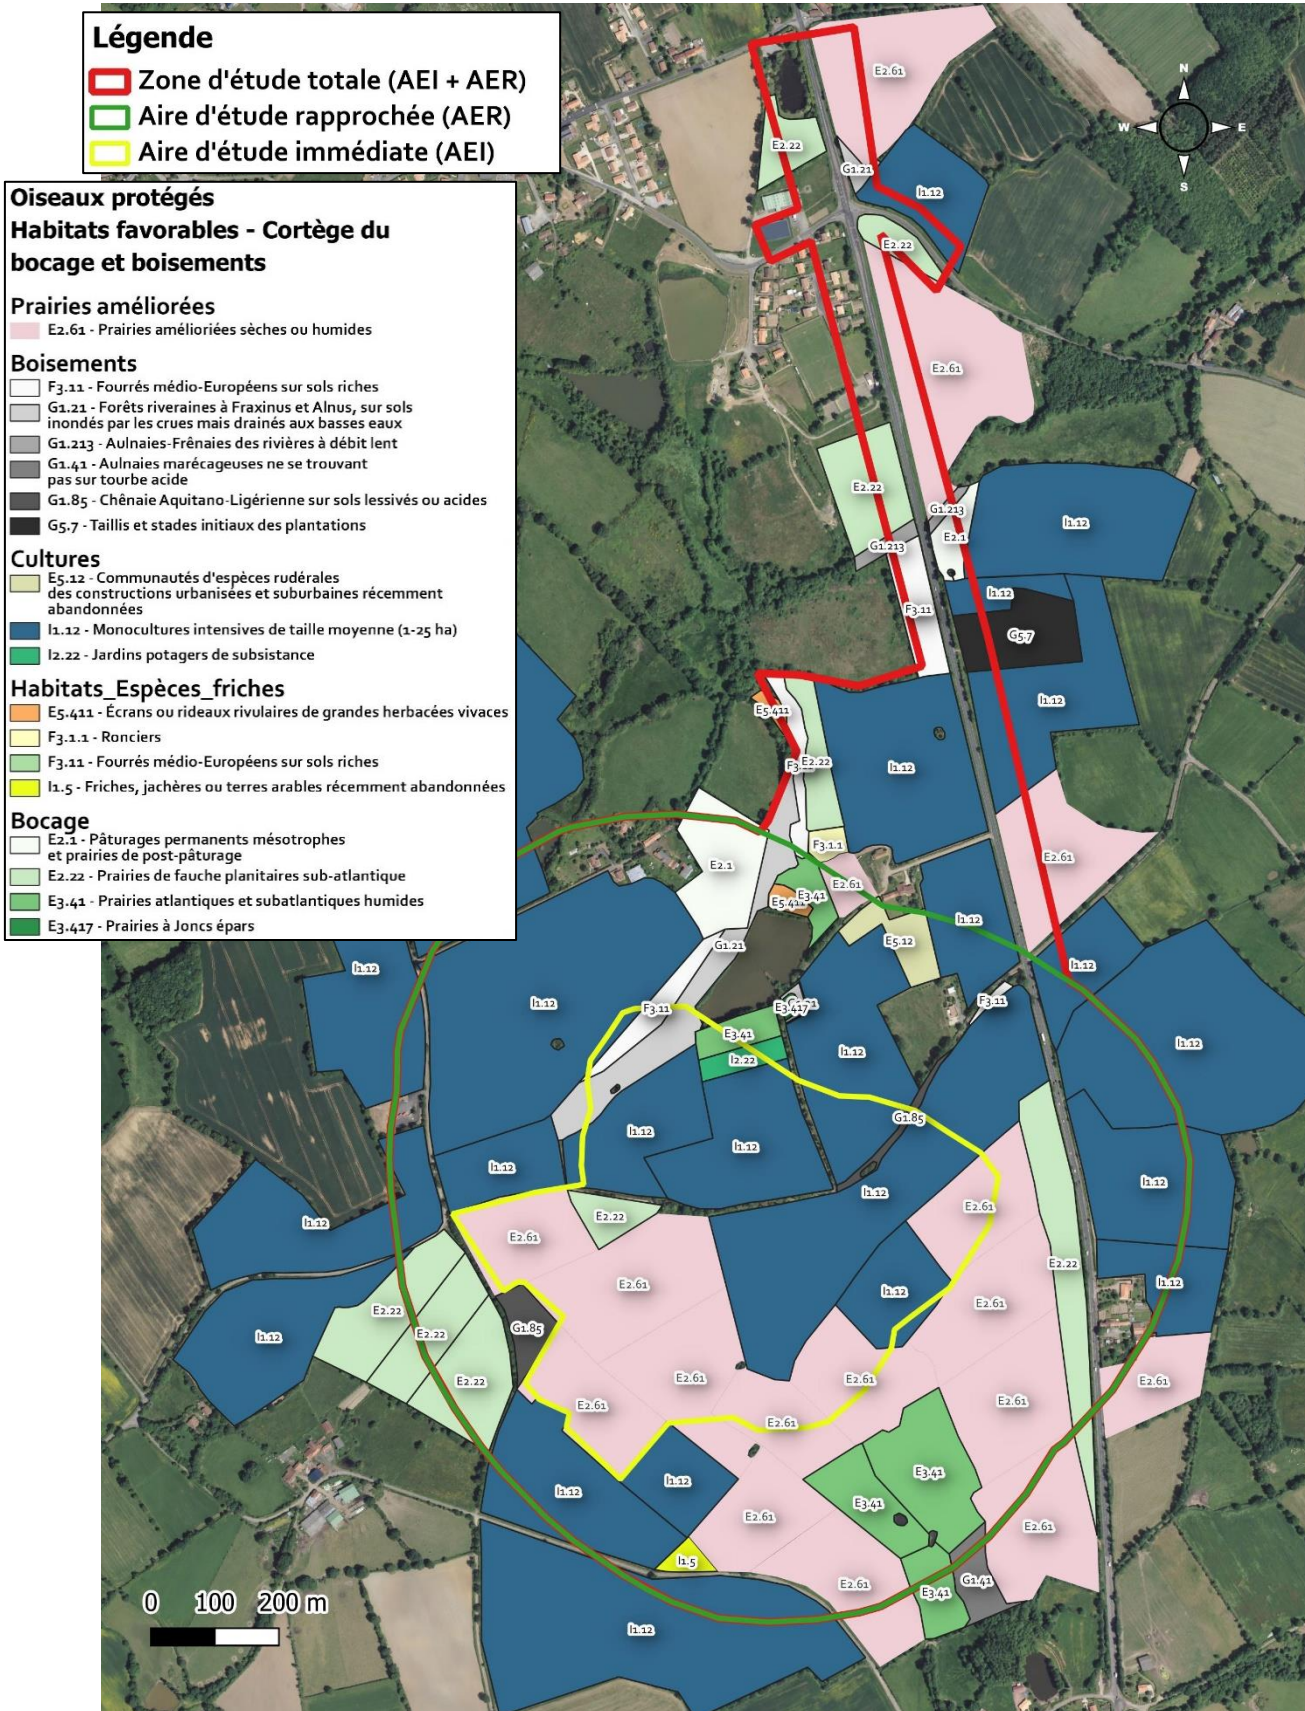 Légende
Zone d'étude totale (AEI + AER)
Aire d'étude rapprochée (AER)
Aire d'étude immédiate (AEI)
Oiseaux protégés
Habitats favorables - Cortège du
bocage et boisements
Prairies améliorées
E2.61 - Prairies amélioriées sèches ou humides
Boisements
F3.11 - Fourrés médio-Européens sur sols riches
G1.21 - Forêts riveraines à Fraxinus et Alnus, sur sols
inondés par les crues mais drainés aux basses eaux
G1.213 - Aulnaies-Frênaies des rivières à débit lent
G1.41 - Aulnaies marécageuses ne se trouvant
pas sur tourbe acide
G1.85 - Chênaie Aquitano-Ligérienne sur sols lessivés ou acides
G5.7 - Taillis et stades initiaux des plantations
Cultures
E5.12 - Communautés d'espèces rudérales
des constructions urbanisées et suburbaines récemment
abandonnées
I1.12 - Monocultures intensives de taille moyenne (1-25 ha)
I2.22 - Jardins potagers de subsistance
Habitats_Espèces_friches
E5.411 - Écrans ou rideaux rivulaires de grandes herbacées vivaces
F3.1.1 - Ronciers
F3.11 - Fourrés médio-Européens sur sols riches
I1.5 - Friches, jachères ou terres arables récemment abandonnées
Bocage
E2.1 - Pâturages permanents mésotrophes
et prairies de post-pâturage
E2.22 - Prairies de fauche planitaires sub-atlantique
E3.41 - Prairies atlantiques et subatlantiques humides
E3.417 - Prairies à Joncs épars
N
W E
S
E2.61
E2.22
G1.21
I1.12
E2.22
E2.61
E2.22
G1.213
I1.12
E2.1
G1.213
I1.12
F3.11
G5.7
E5.411
I1.12
E2.22
I1.12
F3.1.1
E2.1
E2.61
E2.61
E3.41
E5.411
I1.12
E5.12
G1.21
I1.12
I1.12
I1.12
F3.11
F3.11
E3.417
E3.41
I1.12
I1.12
I2.22
G1.85
I1.12
I1.12
I1.12
I1.12
I1.12
I1.12
E2.61
E2.22
I1.12
E2.61
E2.61
E2.22
I1.12
I1.12
E2.61
E2.22
G1.85
I1.12
E2.22
E2.61
E2.61
E2.61
E2.22
E2.61
E2.61
E2.61
E3.41
I1.12
I1.12
E3.41
E2.61
E2.61
I1.5
E2.61
G1.41
E3.41
I1.12
0 100 200 m